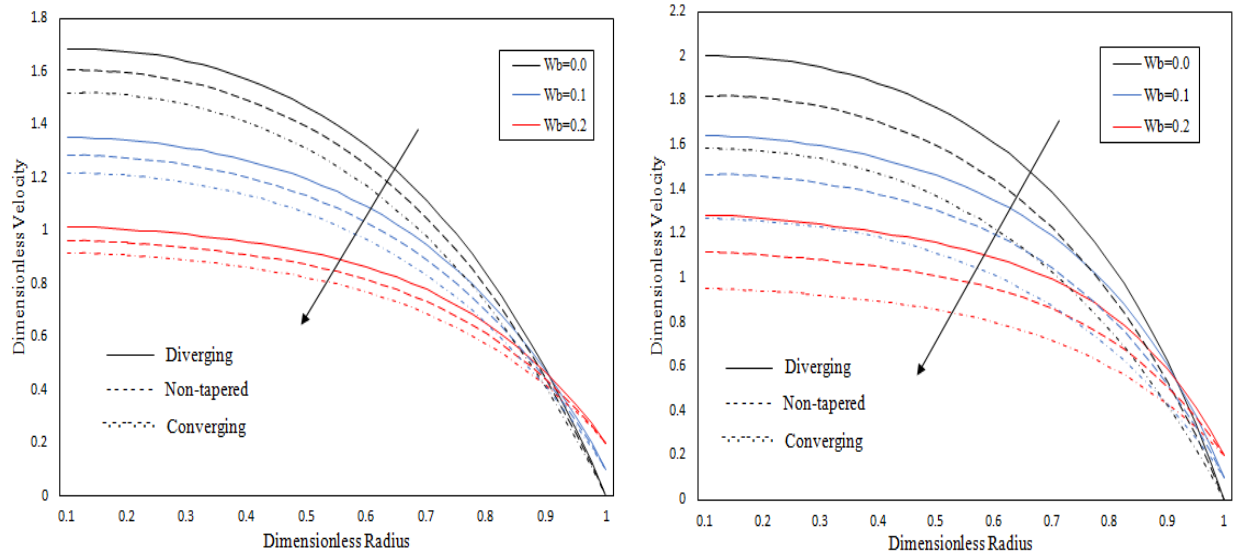 1.8
1.6
1.4
1.2
1
0.8
0.6
0.4
0.2
0
Dimensionless Velocity
Wb=0.0
Wb=0.1
Wb=0.2
Diverging
Non-tapered
Converging
0.1 0.2 0.3 0.4 0.5 0.6 0.7 0.8 0.9 1
Dimensionless Radius
2.2
2
1.8
1.6
1.4
1.2
1
0.8
0.6
0.4
0.2
0
Dimensionless Velocity
Wb=0.0
Wb=0.1
Wb=0.2
Diverging
Non-tapered
Converging
0.1 0.2 0.3 0.4 0.5 0.6 0.7 0.8 0.9 1
Dimensionless Radius